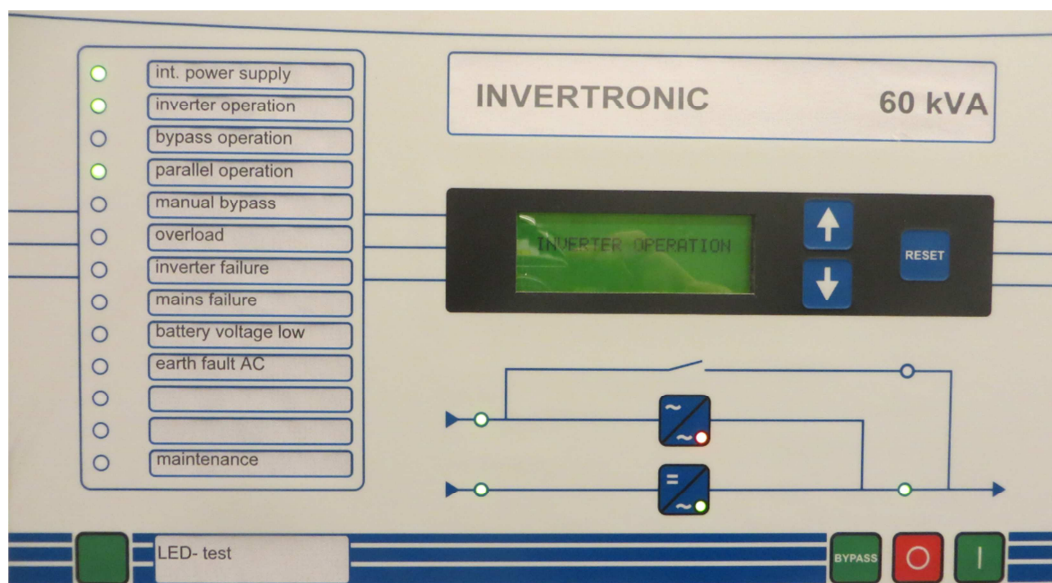 int. power supply
inverter operation
bypass operation
parallel operation
manual bypass
overload
inverter failure
mains failure
battery voltage low
earth fault AC
maintenance
LED- test
INVERTRONIC 60 kVA
INVERTER OPERATION
RESET
BYPASS